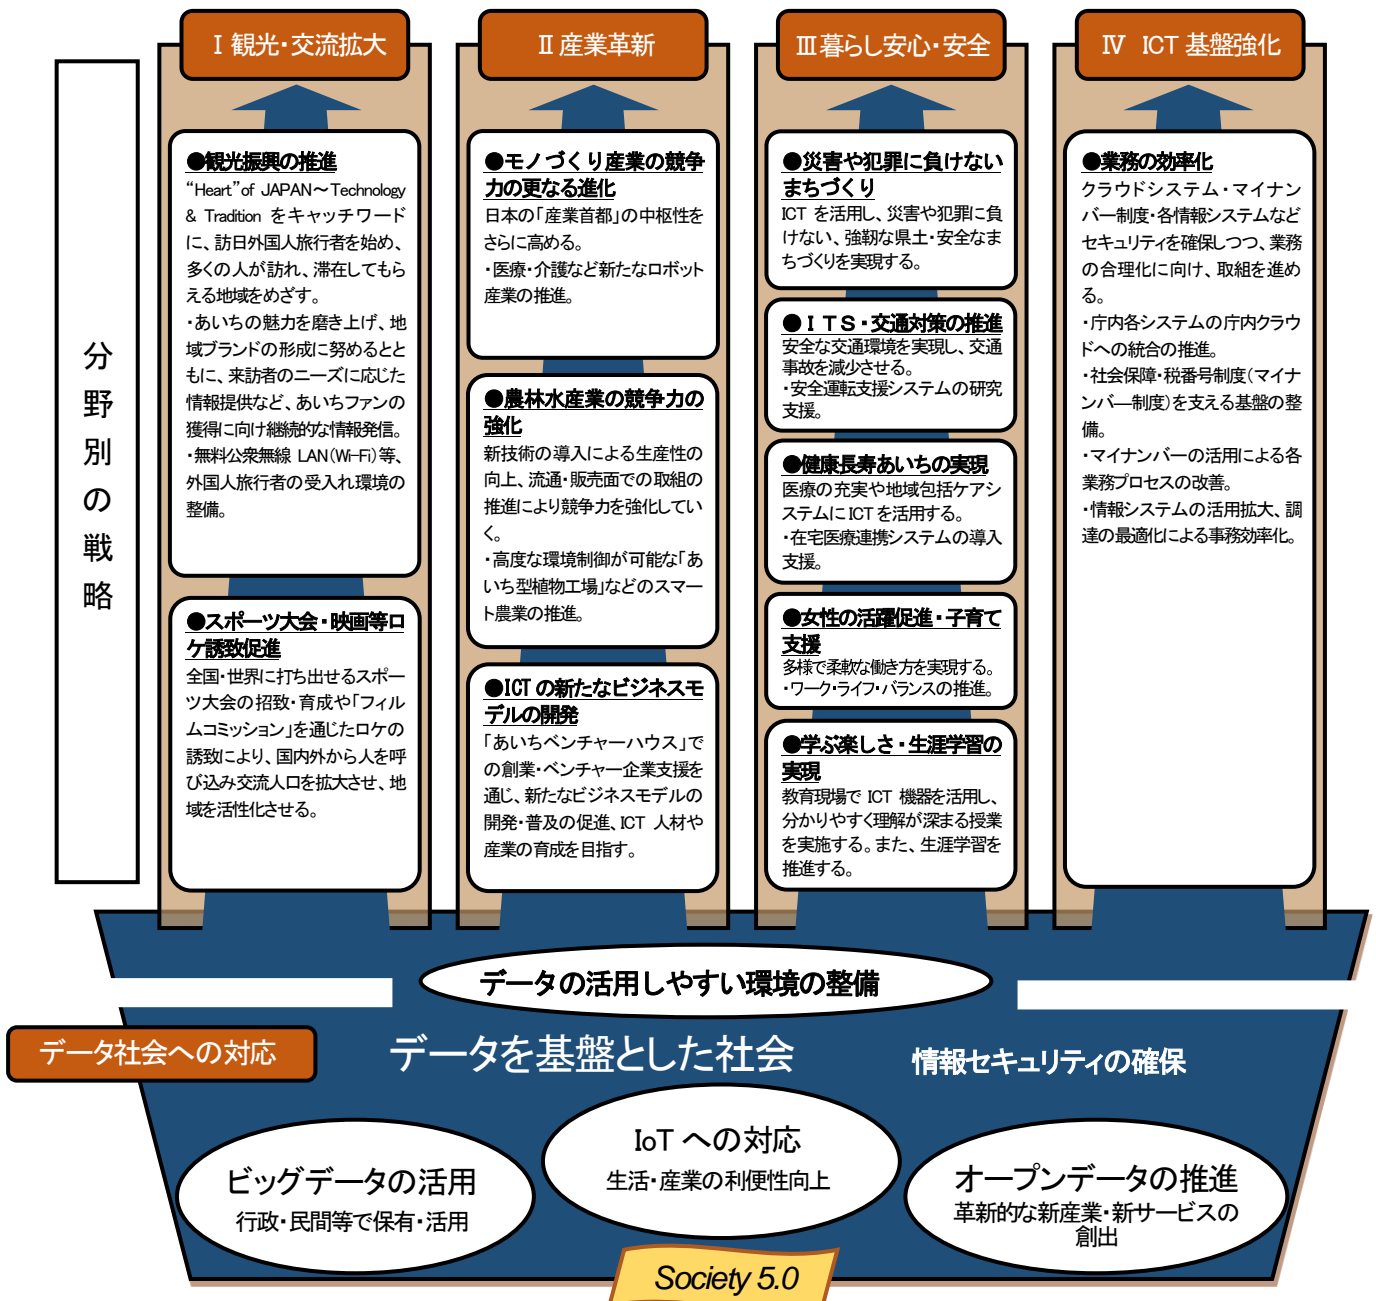 Ⅰ 観光・交流拡大
Ⅱ 産業革新
Ⅲ 暮らし安心・安全
Ⅳ ICT 基盤強化
分野別の戦略
●観光振興の推進
“Heart”of JAPAN～Technology
& Tradition をキャッチワード
に、訪日外国人旅行者を始め、
多くの人が訪れ、滞在してもら
える地域をめざす。
・あいちの魅力を磨き上げ、地
域ブランドの形成に努めるとと
もに、来訪者のニーズに応じた
情報提供など、あいちファンの
獲得に向け継続的な情報発信。
・無料公衆無線 LAN(Wi-Fi)等、
外国人旅行者の受入れ環境の
整備。
●スポーツ大会・映画等ロ
ケ誘致促進
全国・世界に打ち出せるスポー
ツ大会の招致・育成や「フィル
ムコミッション」を通じたロケの
誘致により、国内外から人を呼
び込み交流人口を拡大させ、地
域を活性化させる。
●モノづくり産業の競争
力の更なる進化
日本の「産業首都」の中枢性を
さらに高める。
・医療・介護など新たなロボット
産業の推進。
●農林水産業の競争力の
強化
新技術の導入による生産性の
向上、流通・販売面での取組の
推進により競争力を強化してい
く。
・高度な環境制御が可能な「あ
いち型植物工場」などのスマー
ト農業の推進。
●ICT の新たなビジネスモ
デルの開発
「あいちベンチャーハウス」で
の創業・ベンチャー企業支援を
通じ、新たなビジネスモデルの
開発・普及の促進、ICT 人材や
産業の育成を目指す。
●災害や犯罪に負けない
まちづくり
ICT を活用し、災害や犯罪に負
けない、強靭な県土・安全なま
ちづくりを実現する。
●ＩＴＳ・交通対策の推進
安全な交通環境を実現し、交通
事故を減少させる。
・安全運転支援システムの研究
支援。
●健康長寿あいちの実現
医療の充実や地域包括ケアシ
ステムに ICT を活用する。
・在宅医療連携システムの導入
支援。
●女性の活躍促進・子育て
支援
多様で柔軟な働き方を実現する。
・ワーク・ライフ・バランスの推進。
●学ぶ楽しさ・生涯学習の
実現
教育現場で ICT 機器を活用し、
分かりやすく理解が深まる授業
を実施する。また、生涯学習を
推進する。
●業務の効率化
クラウドシステム・マイナン
バー制度・各情報システムなど
セキュリティを確保しつつ、業務
の合理化に向け、取組を進め
る。
・庁内各システムの庁内クラウ
ドへの統合の推進。
・社会保障・税番号制度(マイナ
ンバ―制度)を支える基盤の整
備。
・マイナンバーの活用による各
業務プロセスの改善。
・情報システムの活用拡大、調
達の最適化による事務効率化。
データの活用しやすい環境の整備
データ社会への対応
データを基盤とした社会
情報セキュリティの確保
ビッグデータの活用
行政・民間等で保有・活用
IoT への対応
生活・産業の利便性向上
オープンデータの推進
革新的な新産業・新サービスの
創出
Society 5.0